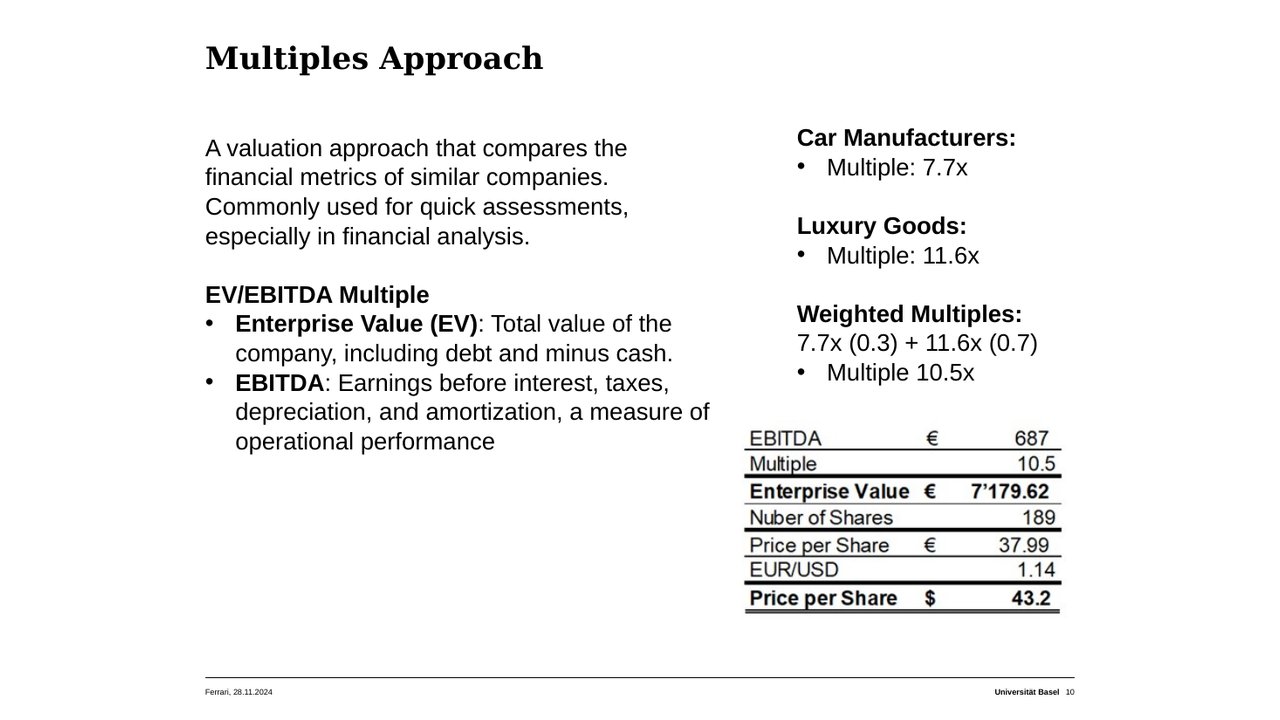 Multiples Approach
A valuation approach that compares the
financial metrics of similar companies.
Commonly used for quick assessments,
especially in financial analysis.
EV/EBITDA Multiple
• Enterprise Value (EV): Total value of the
company, including debt and minus cash.
• EBITDA: Earnings before interest, taxes,
depreciation, and amortization, a measure of
operational performance
Car Manufacturers:
• Multiple: 7.7x
Luxury Goods:
• Multiple: 11.6x
Weighted Multiples:
7.7x (0.3) + 11.6x (0.7)
• Multiple 10.5x
EBITDA € 687
Multiple 10.5
Enterprise Value € 7’179.62
Nuber of Shares 189
Price per Share € 37.99
EUR/USD 1.14
Price per Share $ 43.2
Ferrari, 28.11.2024
Universität Basel 10